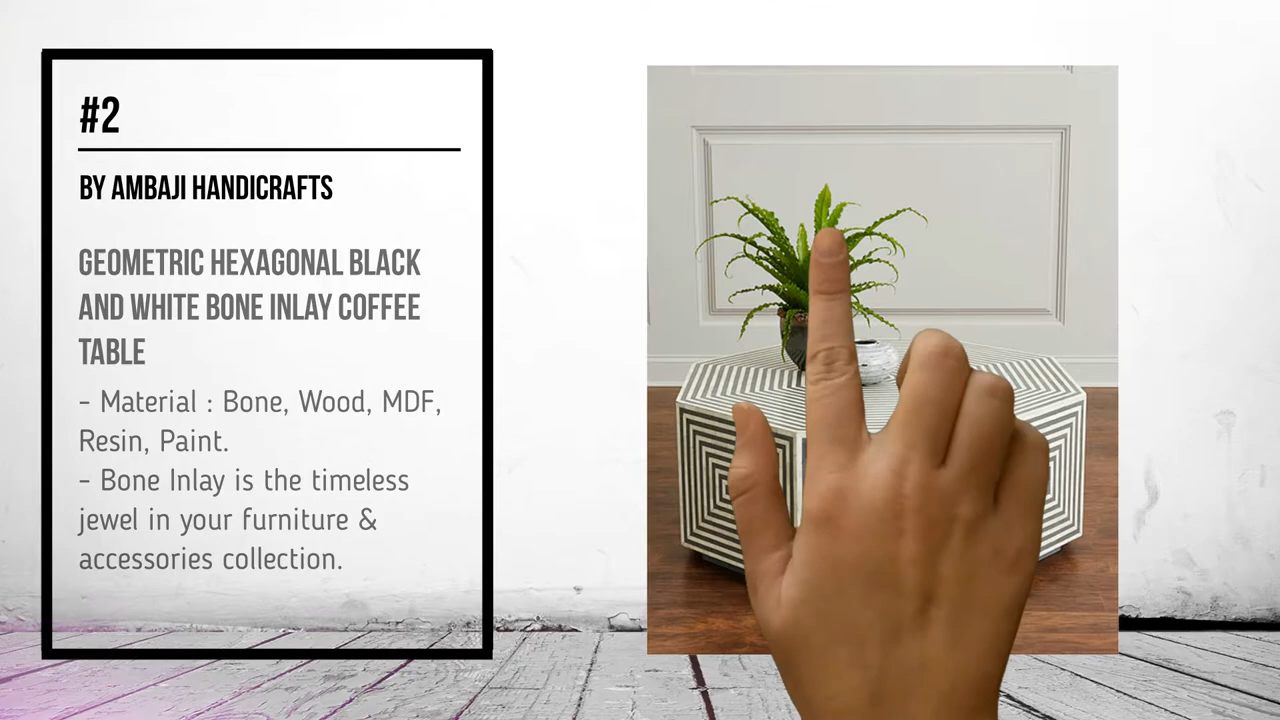 #2
BY AMBAJI HANDICRAFTS
GEOMETRIC HEXAGONAL BLACK
AND WHITE BONE INLAY COFFEE
TABLE
- Material : Bone, Wood, MDF,
Resin, Paint.
- Bone Inlay is the timeless
jewel in your furniture &
accessories collection.